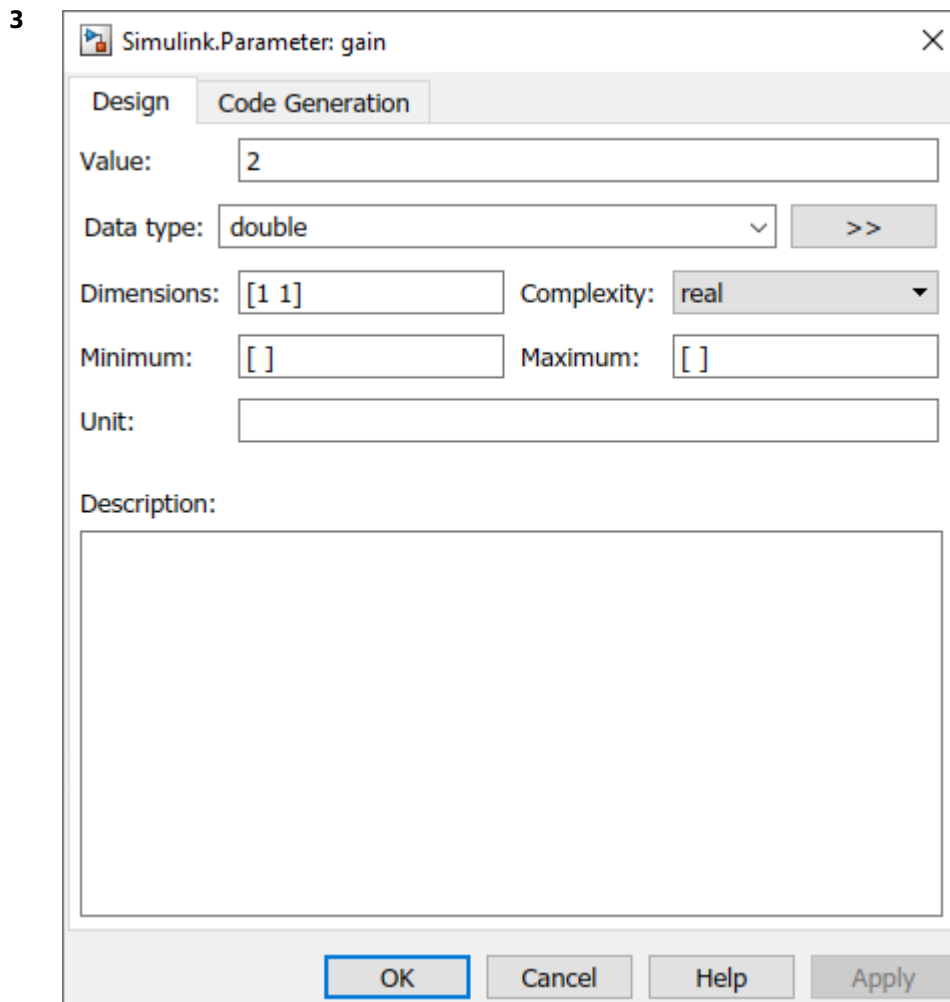 3
Simulink.Parameter: gain
Design Code Generation
Value: 2
Data type: double >>
Dimensions: [1 1] Complexity: real
Minimum: [ ] Maximum: [ ]
Unit:
Description:
OK Cancel Help Apply